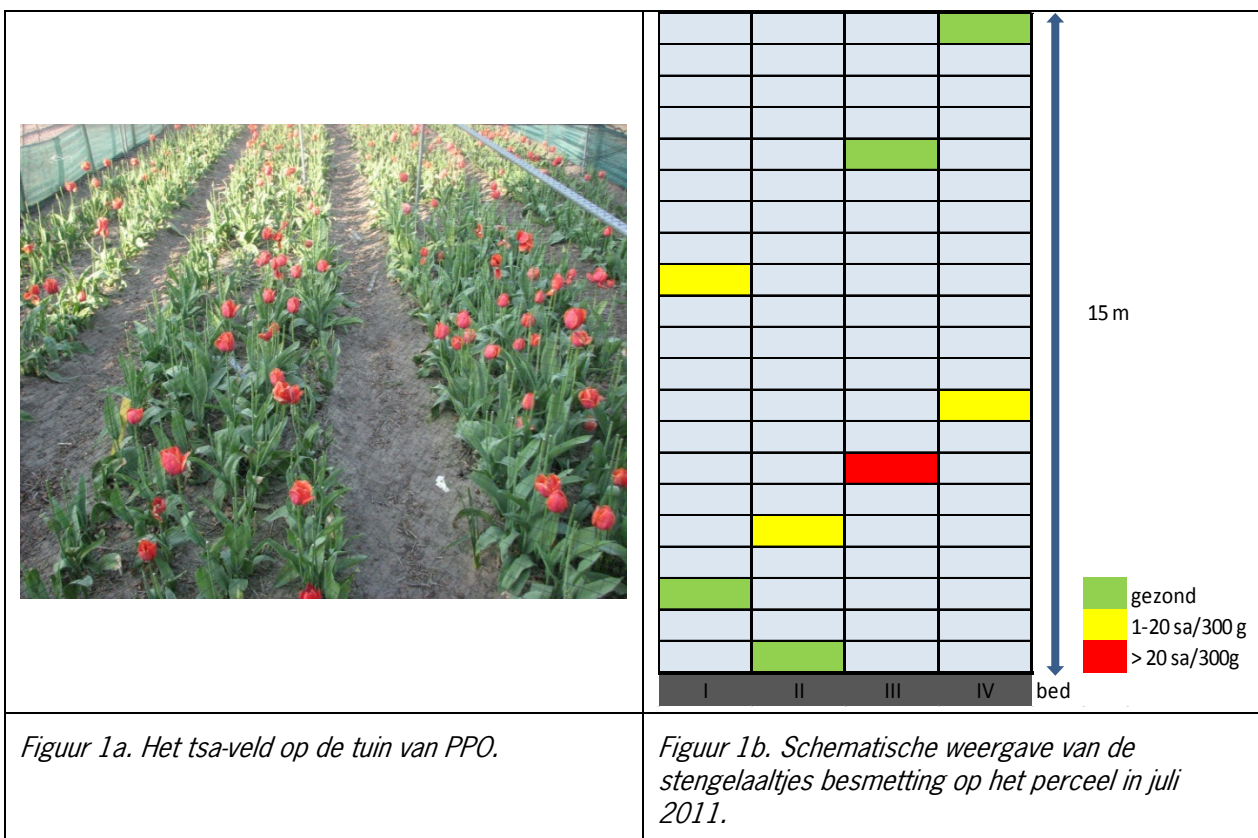 15 m
gezond
1-20 sa/300 g
> 20 sa/300g
I II III IV bed
Figuur 1a. Het tsa-veld op de tuin van PPO.
Figuur 1b. Schematische weergave van de
stengelaaltjes besmetting op het perceel in juli
2011.